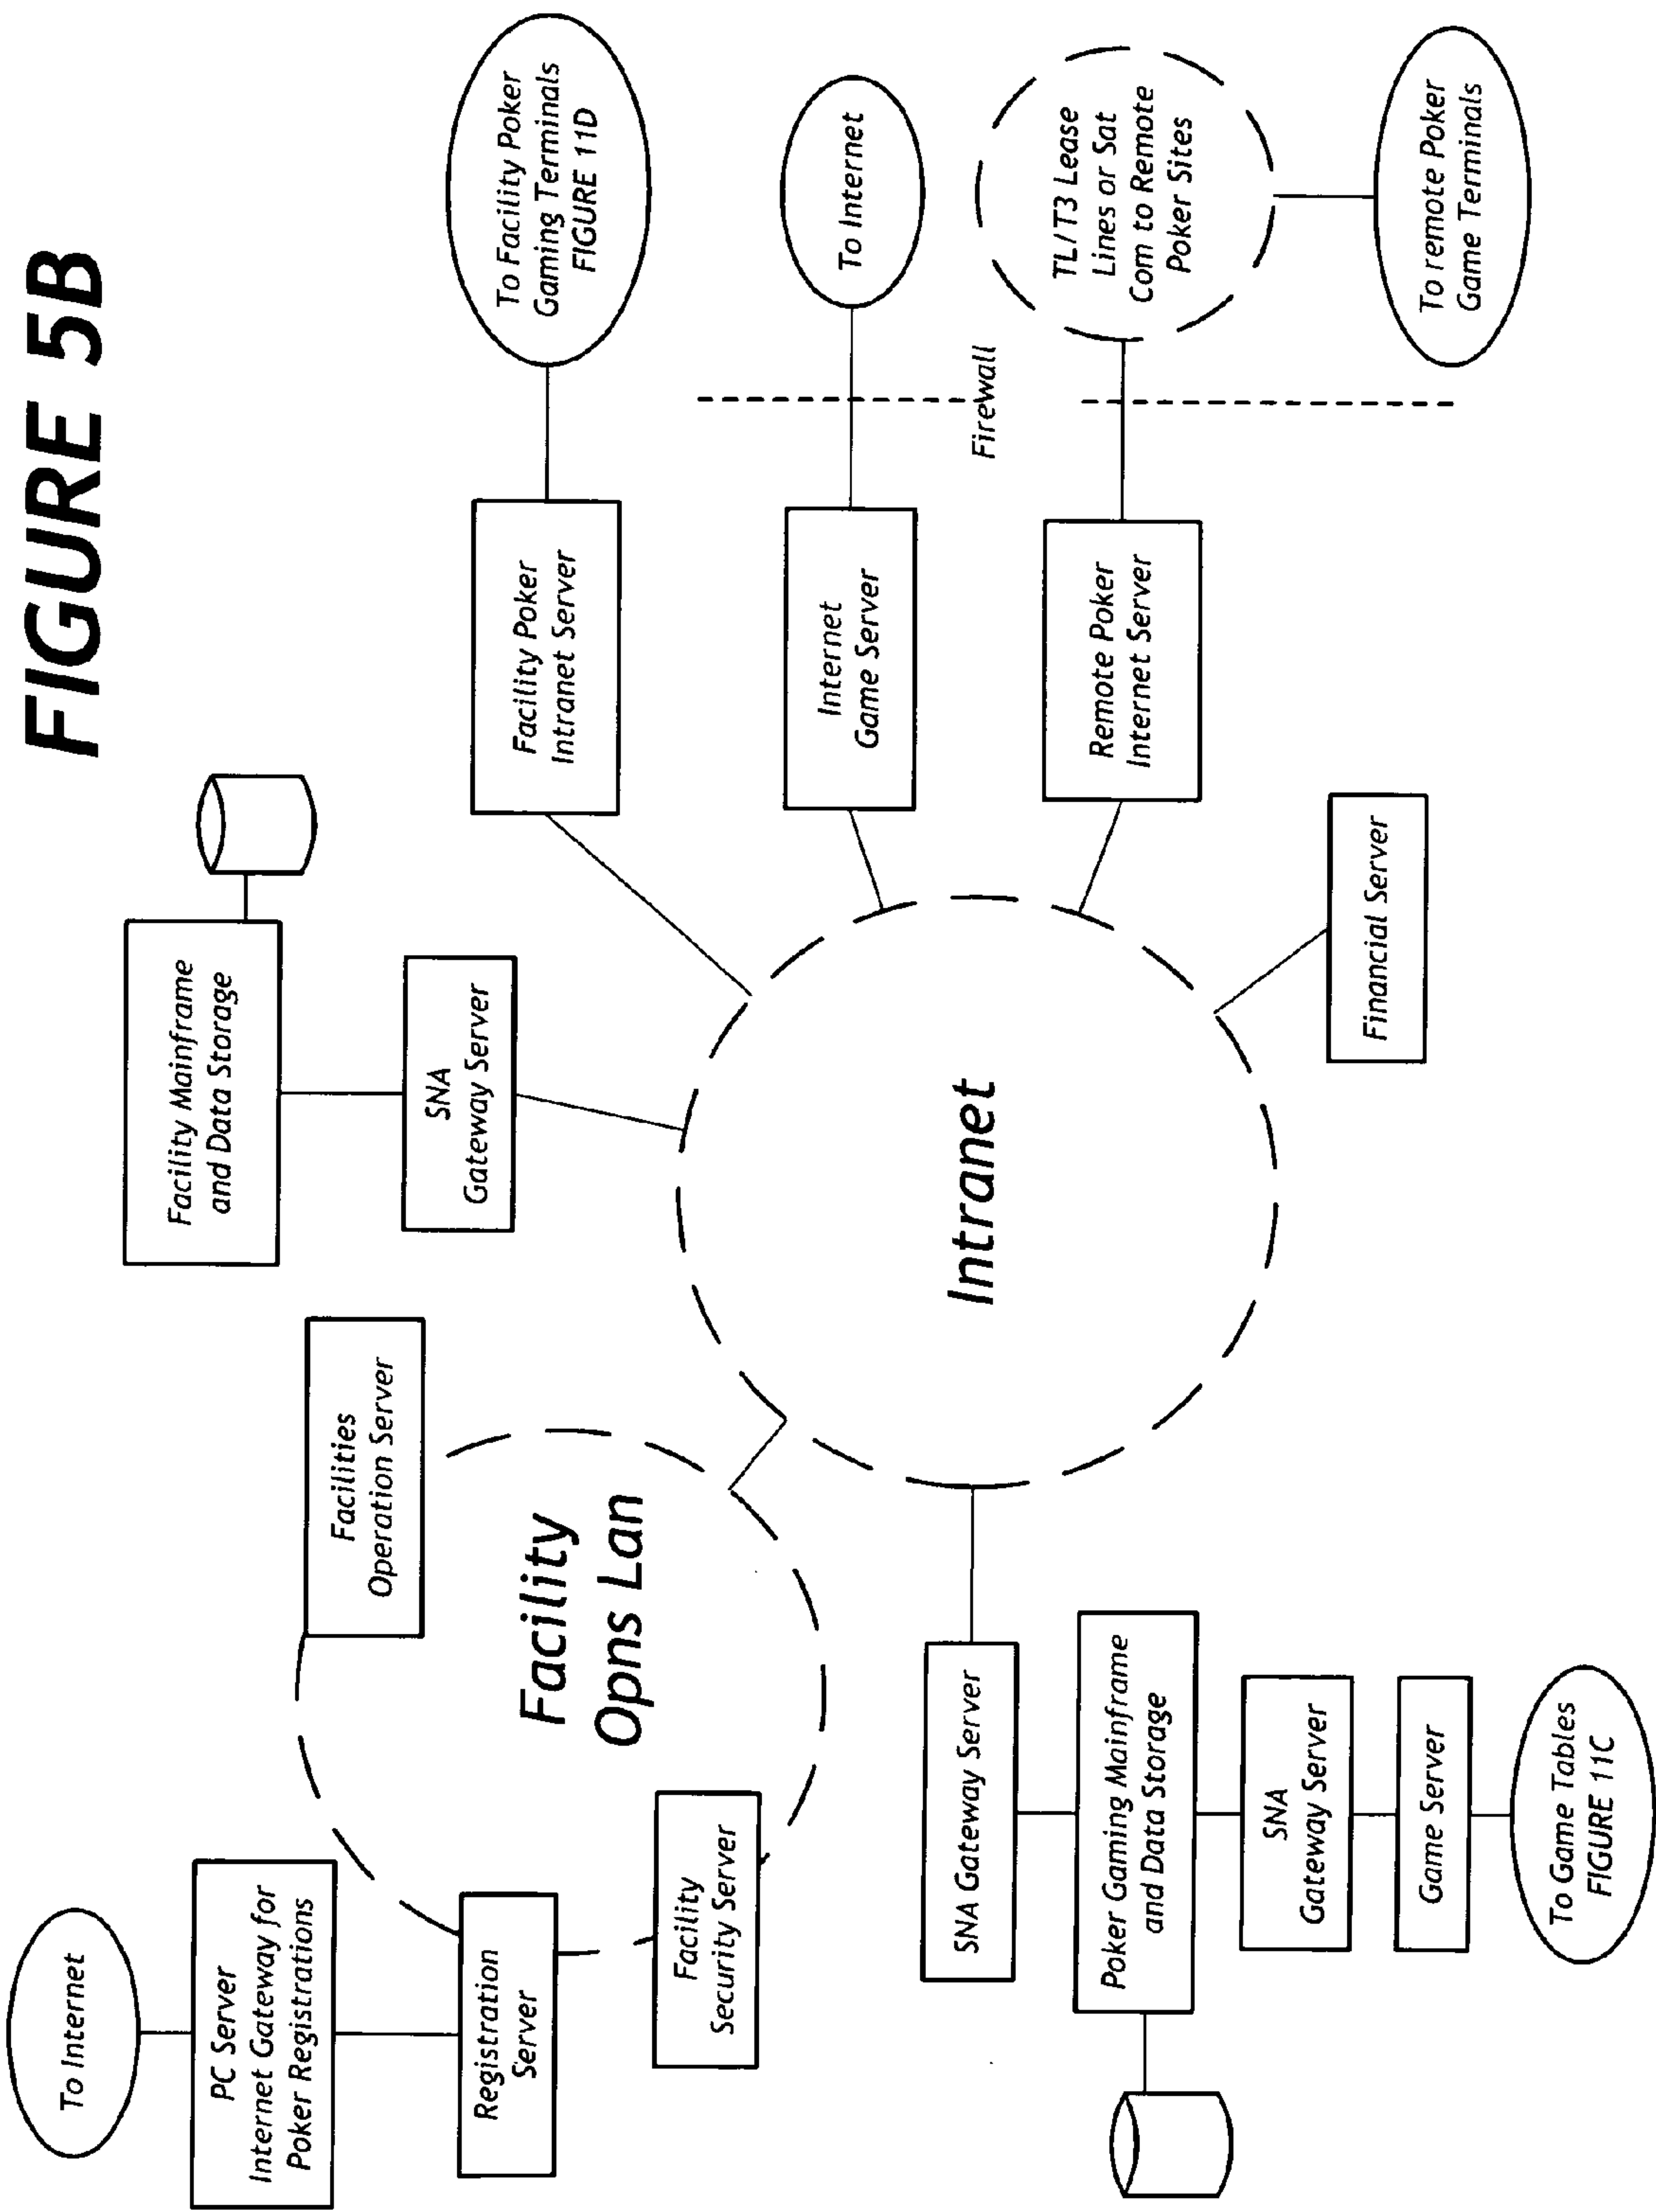 FIGURE 5B
To Internet
PC Server
Internet Gateway for
Poker Registrations
Facility Mainframe
and Data Storage
Facilities
Operation Server
SNA
Gateway Server
Registration
Server
Facility
Opns Lan
Facility Poker
Intranet Server
To Facility Poker
Gaming Terminals
FIGURE 11D
Facility
Security Server
Internet
Game Server
To Internet
Intranet
Firewall
SNA Gateway Server
Remote Poker
Internet Server
TL/T3 Lease
Lines or Sat
Com to Remote
Poker Sites
Poker Gaming Mainframe
and Data Storage
SNA
Gateway Server
Financial Server
Game Server
To remote Poker
Game Terminals
To Game Tables
FIGURE 11C